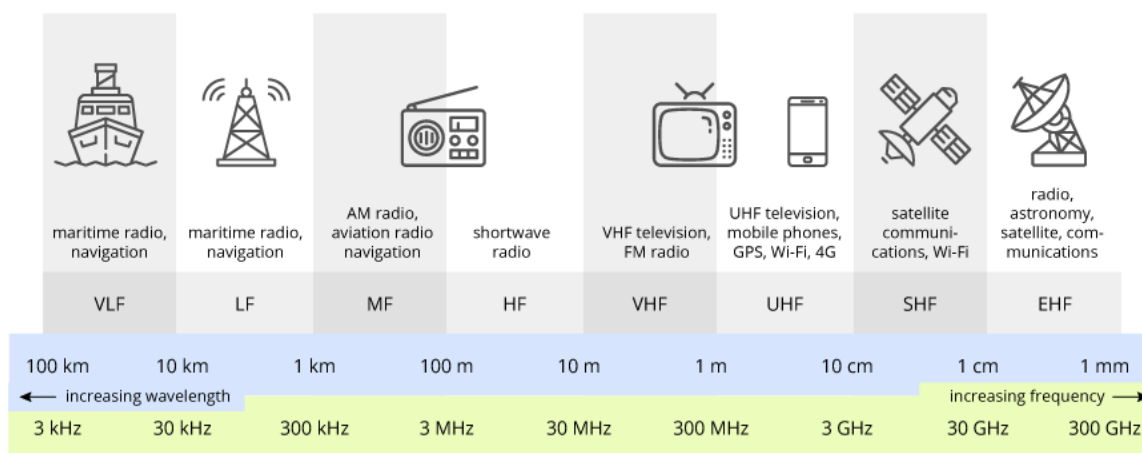 maritime radio,
navigation
maritime radio,
navigation
AM radio,
aviation radio
navigation
shortwave
radio
VHF television,
FM radio
UHF television,
mobile phones,
GPS, Wi-Fi, 4G
satellite
communi-
cations, Wi-Fi
radio,
astronomy,
satellite, com-
munications
VLF LF MF HF VHF UHF SHF EHF
100 km 10 km 1 km 100 m 10 m 1 m 10 cm 1 cm 1 mm
increasing wavelength increasing frequency
3 kHz 30 kHz 300 kHz 3 MHz 30 MHz 300 MHz 3 GHz 30 GHz 300 GHz